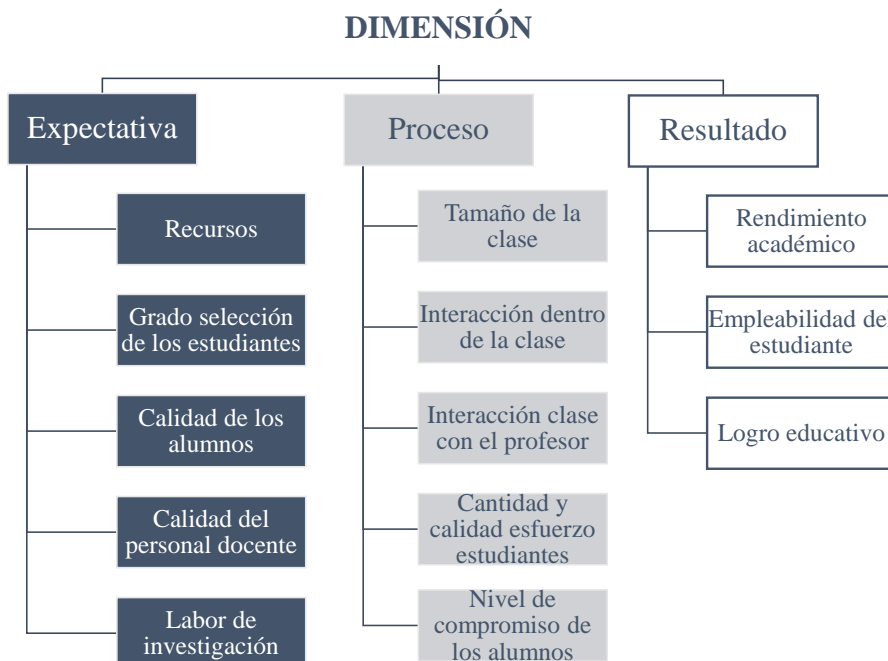 DIMENSIÓN
Expectativa
Recursos
Grado selección
de los estudiantes
Calidad de los
alumnos
Calidad del
personal docente
Labor de
investigación
Proceso
Tamaño de la
clase
Interacción dentro
de la clase
Interacción clase
con el profesor
Cantidad y
calidad esfuerzo
estudiantes
Nivel de
compromiso de
los alumnos
Resultado
Rendimiento
académico
Empleabilidad del
estudiante
Logro educativo